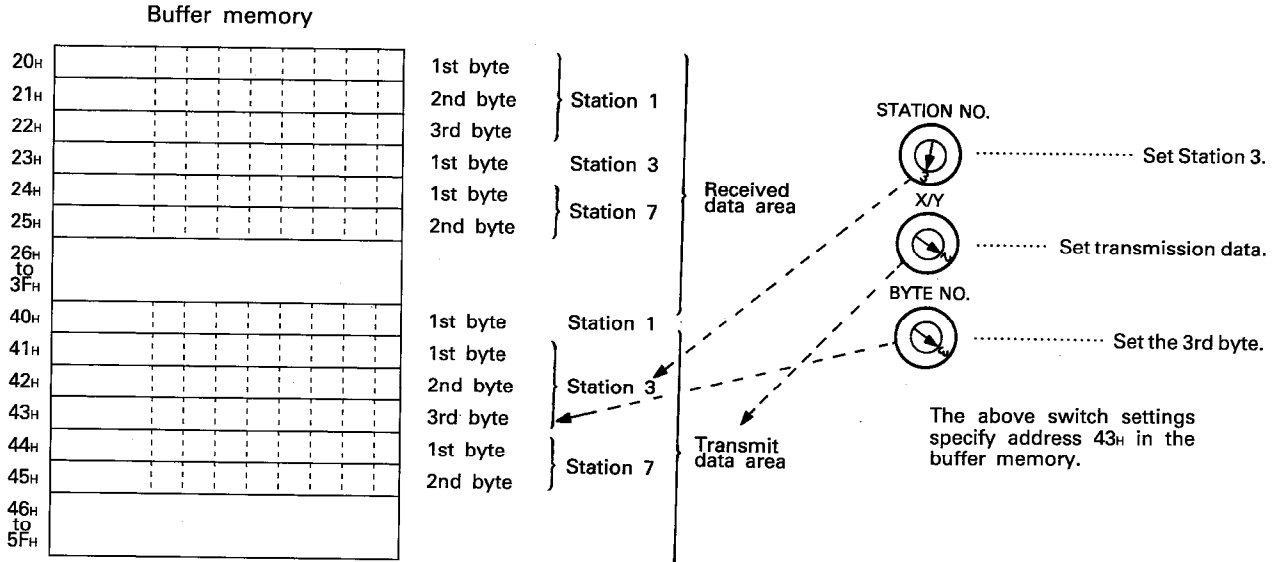 Buffer memory
20H
21H
22H
23H
24H
25H
26H
to
3FH
40H
41H
42H
43H
44H
45H
46H
to
5FH
1st byte
2nd byte
3rd byte
Station 1
1st byte
Station 3
1st byte
2nd byte
Station 7
Received
data area
1st byte
Station 1
1st byte
2nd byte
3rd byte
Station 3
1st byte
2nd byte
Station 7
Transmit
data area
STATION NO.
3
Set Station 3.
X/Y
Set transmission data.
BYTE NO.
Set the 3rd byte.
The above switch settings
specify address 43H in the
buffer memory.